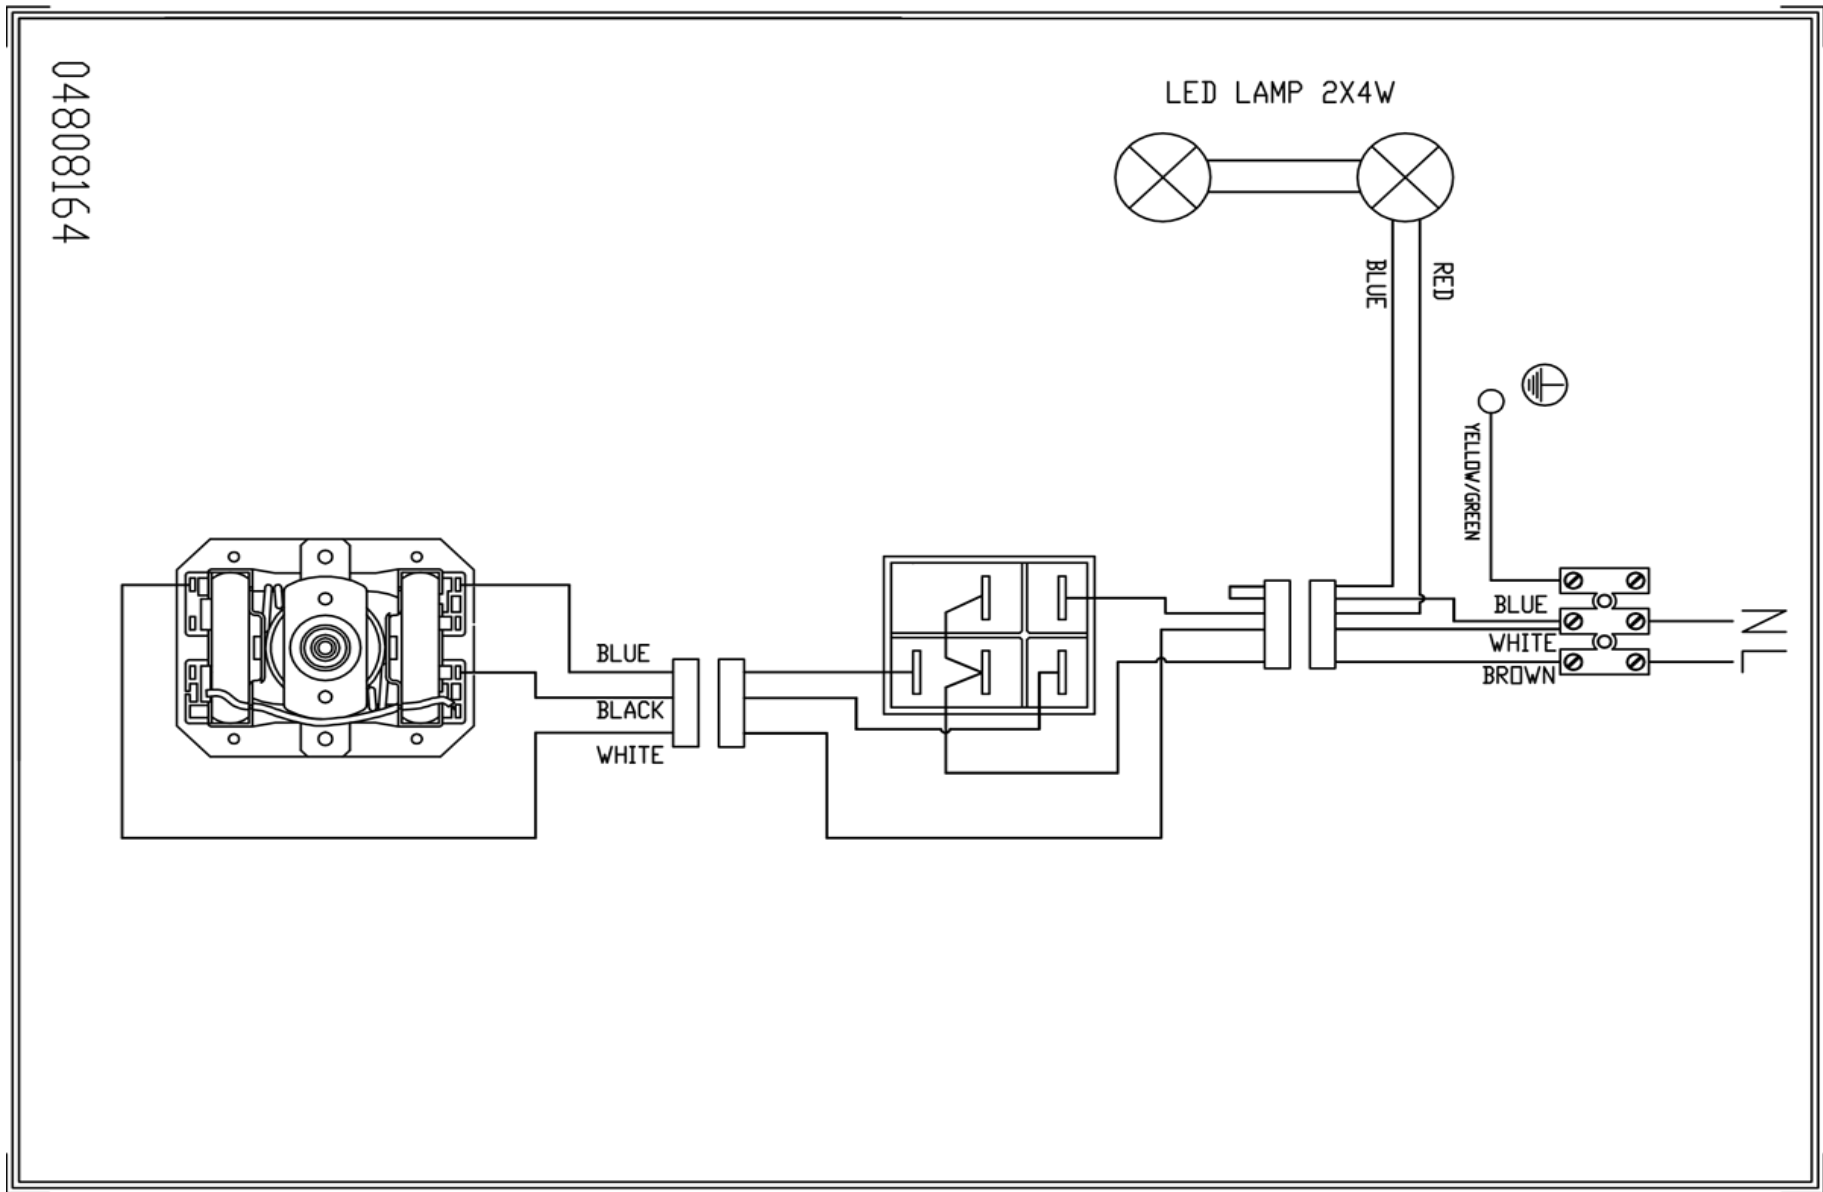 04808164
LED LAMP 2X4W
BLUE
RED
YELLOW/GREEN
BLUE
WHITE
BROWN
N
L
BLUE
BLACK
WHITE